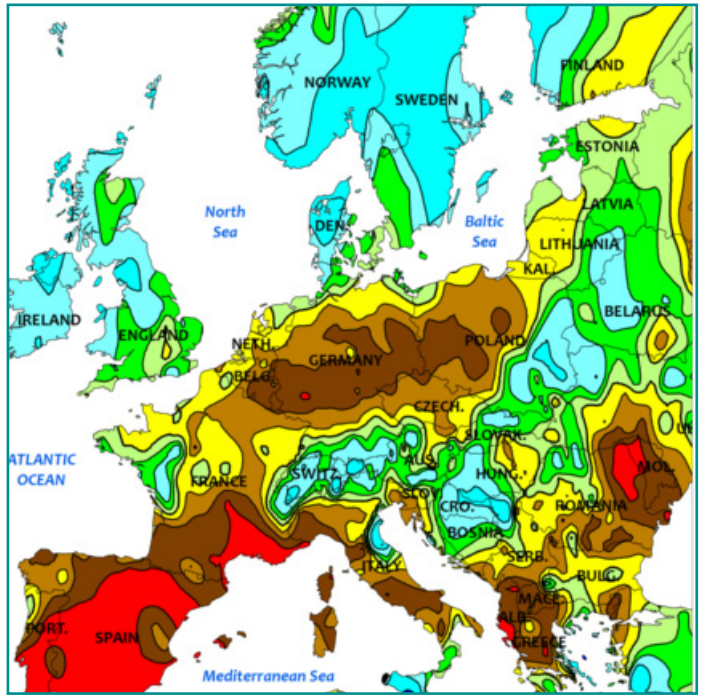 FINLAND
NORWAY
SWEDEN
ESTONIA
LATVIA
North
Sea
DEN.
Baltic
Sea
LITHUANIA
KAL.
BELARUS
IRELAND
ENGLAND
NETH.
POLAND
GERMANY
BELG.
CZECH.
SLOVAK.
ATLANTIC
OCEAN
AUS.
MOL.
SWITZ.
HUNG.
FRANCE
SLOV.
CRO.
ROMANIA
BOSNIA
SERB.
ITALY
BULG.
MACE.
ALB.
PORT.
SPAIN
GREECE
Mediterranean Sea